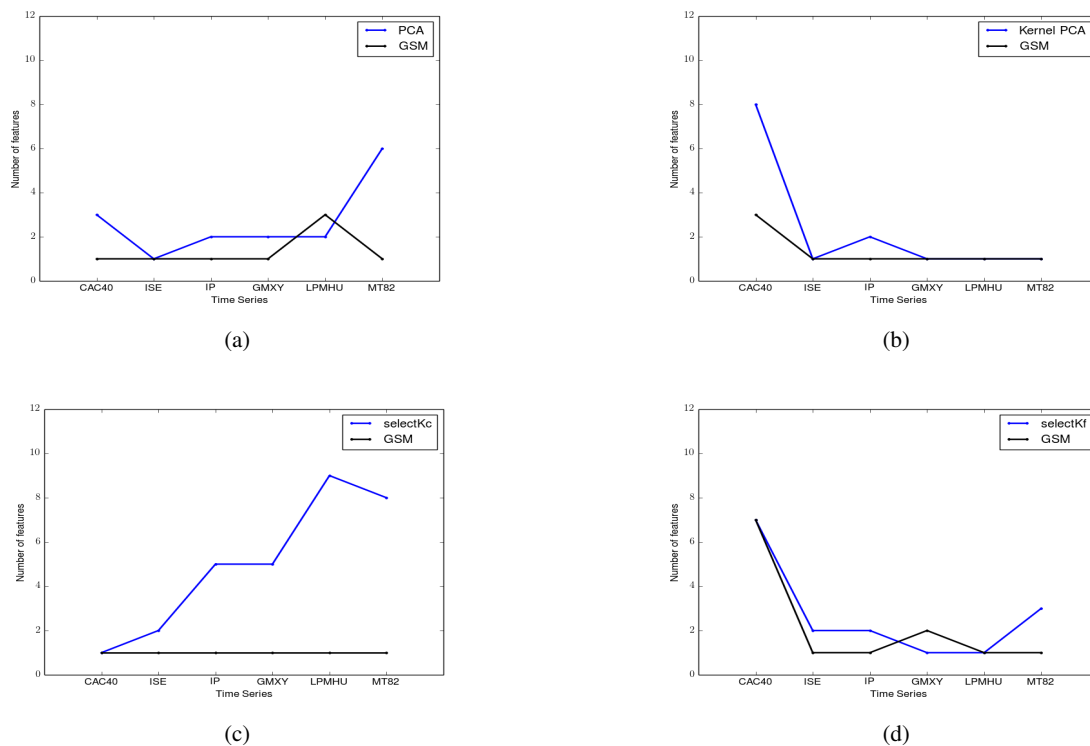 12
10
8
6
4
2
0
Number of features
PCA
GSM
CAC40 ISE IP GMXY LPMHU MT82
Time Series
(a)
12
10
8
6
4
2
0
Number of features
Kernel PCA
GSM
CAC40 ISE IP GMXY LPMHU MT82
Time Series
(b)
12
10
8
6
4
2
0
Number of features
selectKc
GSM
CAC40 ISE IP GMXY LPMHU MT82
Time Series
(c)
12
10
8
6
4
2
0
Number of features
selectKf
GSM
CAC40 ISE IP GMXY LPMHU MT82
Time Series
(d)